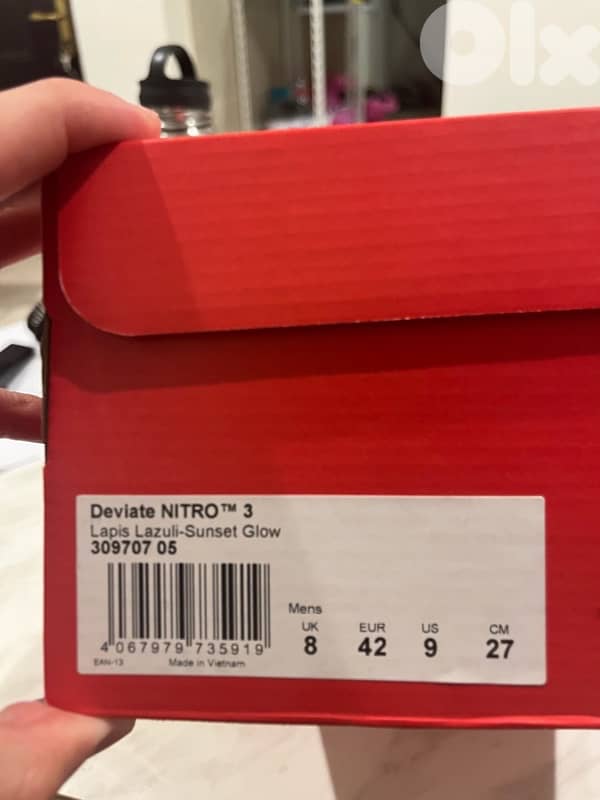 OLX
Deviate NITRO™ 3
Lapis Lazuli-Sunset Glow
309707 05
4 067979 735919
EAN-13 Made in Vietnam
Mens
UK EUR US CM
8 42 9 27